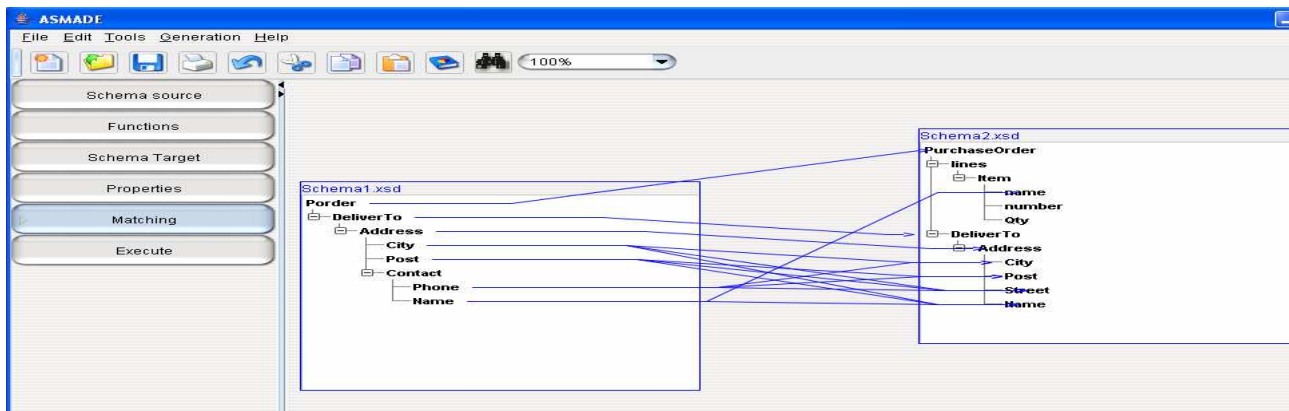 ASMADE
File Edit Tools Generation Help
100%
Schema source
Functions
Schema Target
Properties
Matching
Execute
Schema1.xsd
Porder
DeliverTo
Address
City
Post
Contact
Phone
Name
Schema2.xsd
PurchaseOrder
lines
Item
name
number
Qty
DeliverTo
Address
City
Post
Street
Name